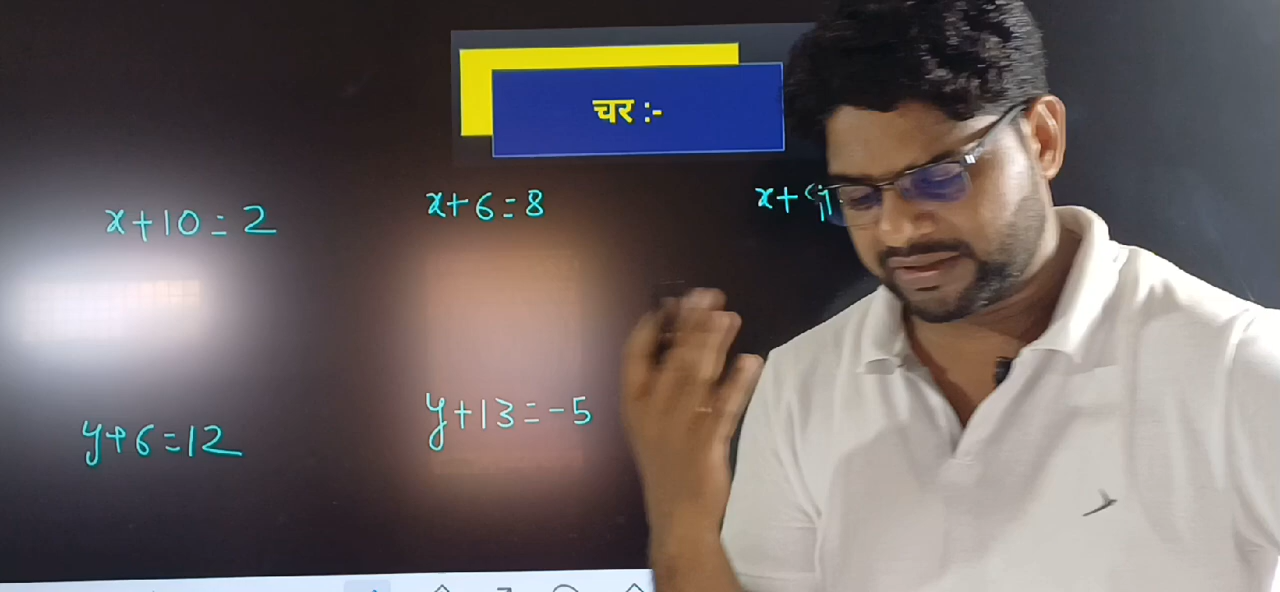 चर :-
x+10=2
x+6=8
x+
y+6=12
y+13=-5